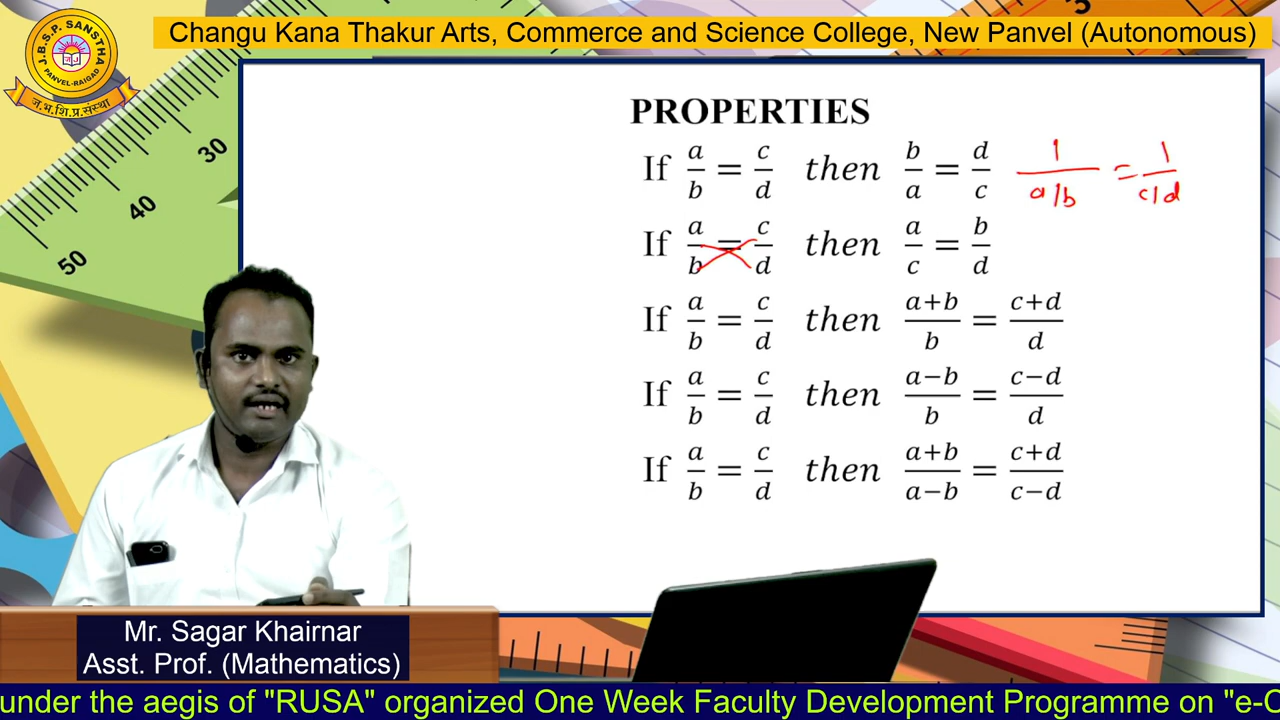 Changu Kana Thakur Arts, Commerce and Science College, New Panvel (Autonomous)
J.B.S.P. SANSTHA
PANVEL-RAIGAD
ज.भ.शि.प्र.संस्था
30
40
50
PROPERTIES
If a/b = c/d then b/a = d/c 1/(a/b) = 1/(c/d)
If a/b = c/d then a/c = b/d
If a/b = c/d then (a+b)/b = (c+d)/d
If a/b = c/d then (a−b)/b = (c−d)/d
If a/b = c/d then (a+b)/(a−b) = (c+d)/(c−d)
Mr. Sagar Khairnar
Asst. Prof. (Mathematics)
under the aegis of "RUSA" organized One Week Faculty Development Programme on "e-C